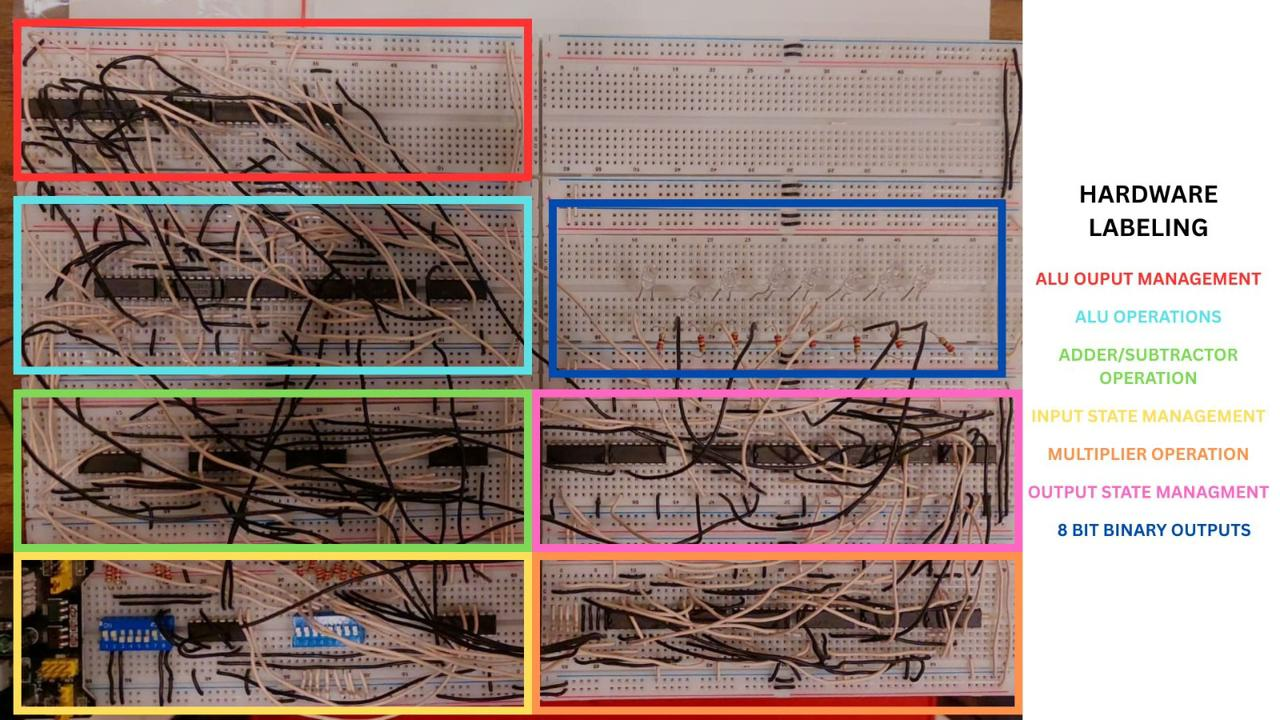 HARDWARE
LABELING
ALU OUPUT MANAGEMENT
ALU OPERATIONS
ADDER/SUBTRACTOR
OPERATION
INPUT STATE MANAGEMENT
MULTIPLIER OPERATION
OUTPUT STATE MANAGMENT
8 BIT BINARY OUTPUTS